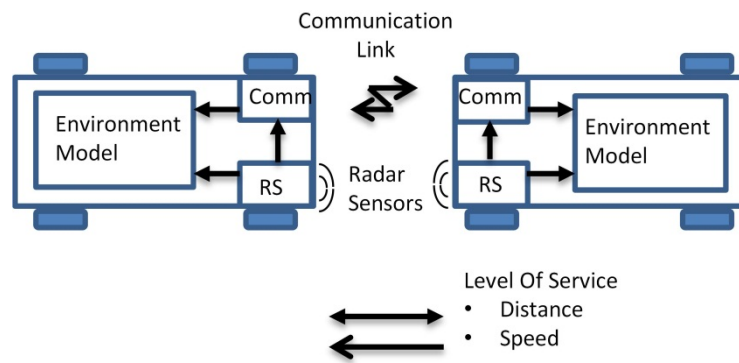 Communication
Link
Comm
Comm
Environment
Model
Environment
Model
RS
Radar
Sensors
RS
Level Of Service
• Distance
• Speed